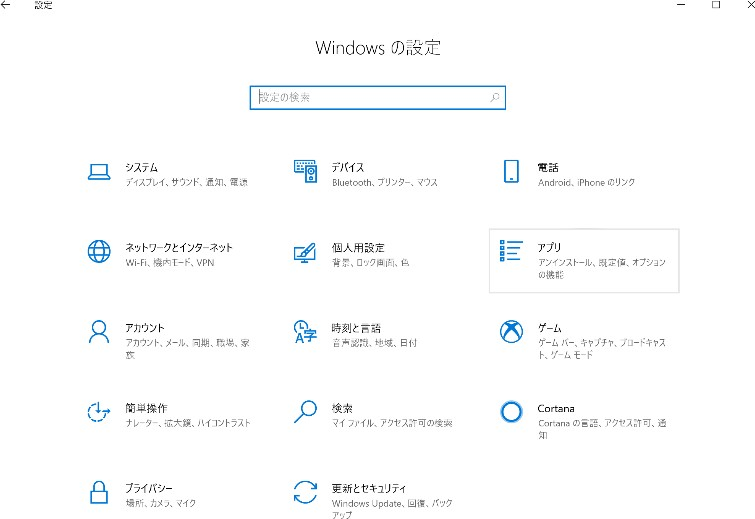 設定
Windows の設定
設定の検索
システム
ディスプレイ、サウンド、通知、電源
デバイス
Bluetooth、プリンター、マウス
電話
Android、iPhone のリンク
ネットワークとインターネット
Wi-Fi、機内モード、VPN
個人用設定
背景、ロック画面、色
アプリ
アンインストール、既定値、オプション
の機能
アカウント
アカウント、メール、同期、職場、家
族
時刻と言語
音声認識、地域、日付
ゲーム
ゲーム バー、キャプチャ、ブロードキャス
ト、ゲーム モード
簡単操作
ナレーター、拡大鏡、ハイコントラスト
検索
マイ ファイル、アクセス許可の検索
Cortana
Cortana の言語、アクセス許可、通
知
プライバシー
場所、カメラ、マイク
更新とセキュリティ
Windows Update、回復、バック
アップ